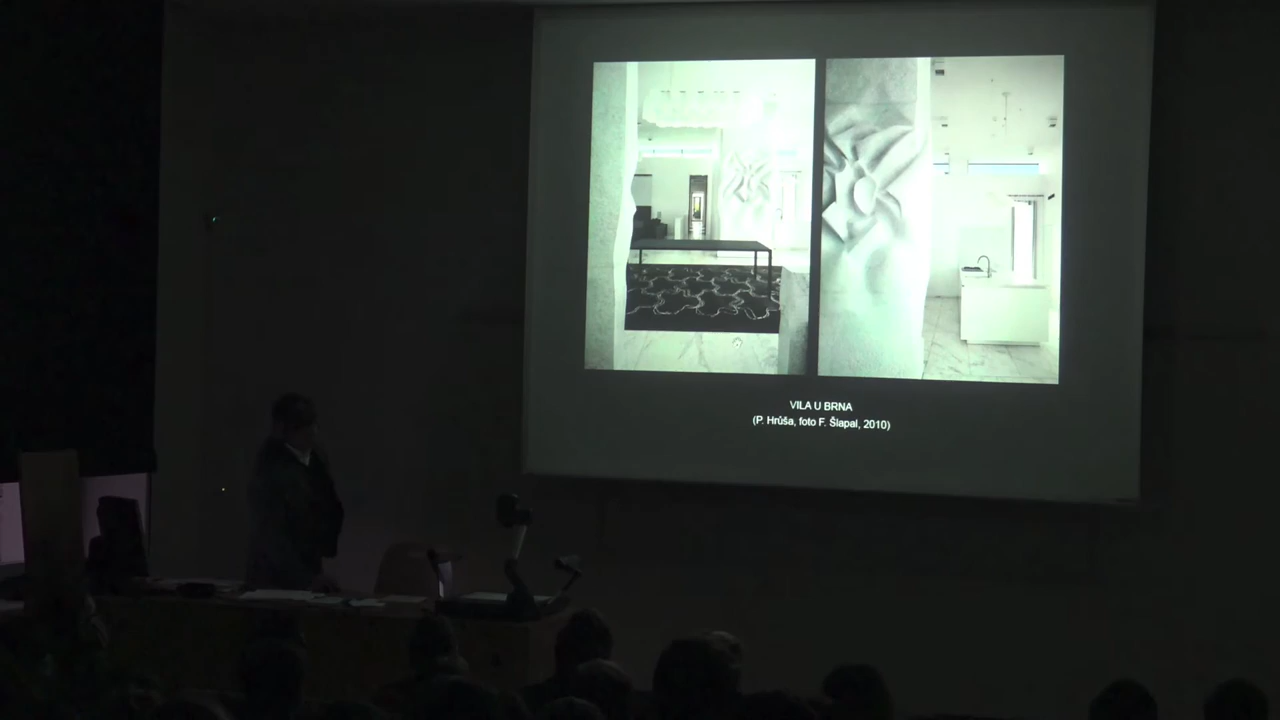 VILA U BRNA
(P. Hrůša, foto F. Šlapal, 2010)